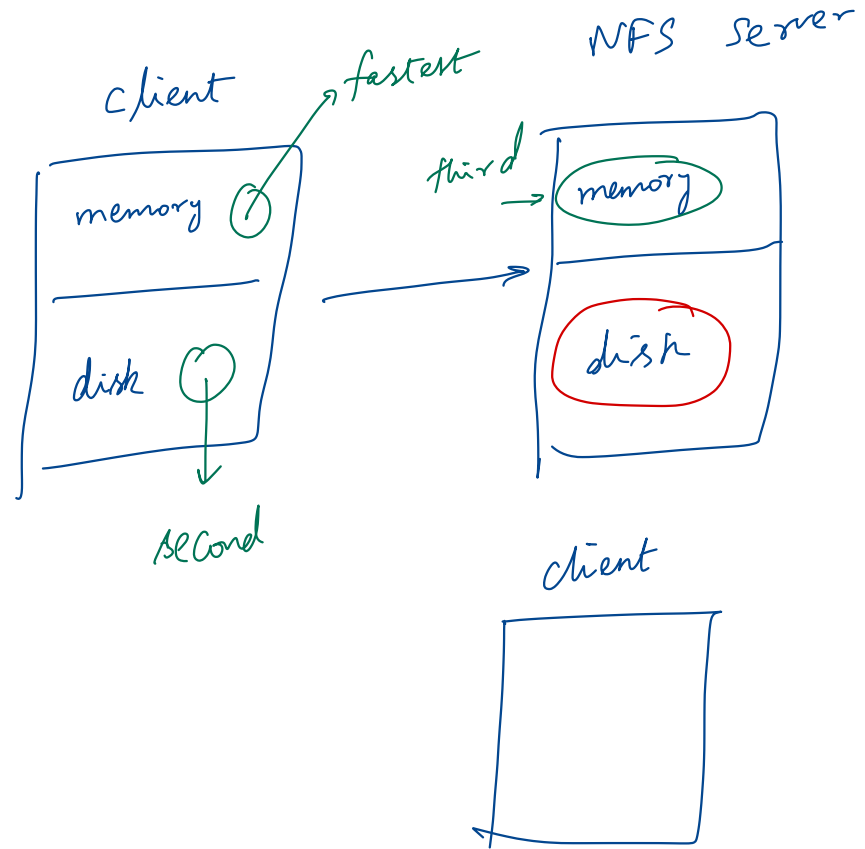 NFS Server
client
fastest
memory
third
memory
disk
disk
second
client